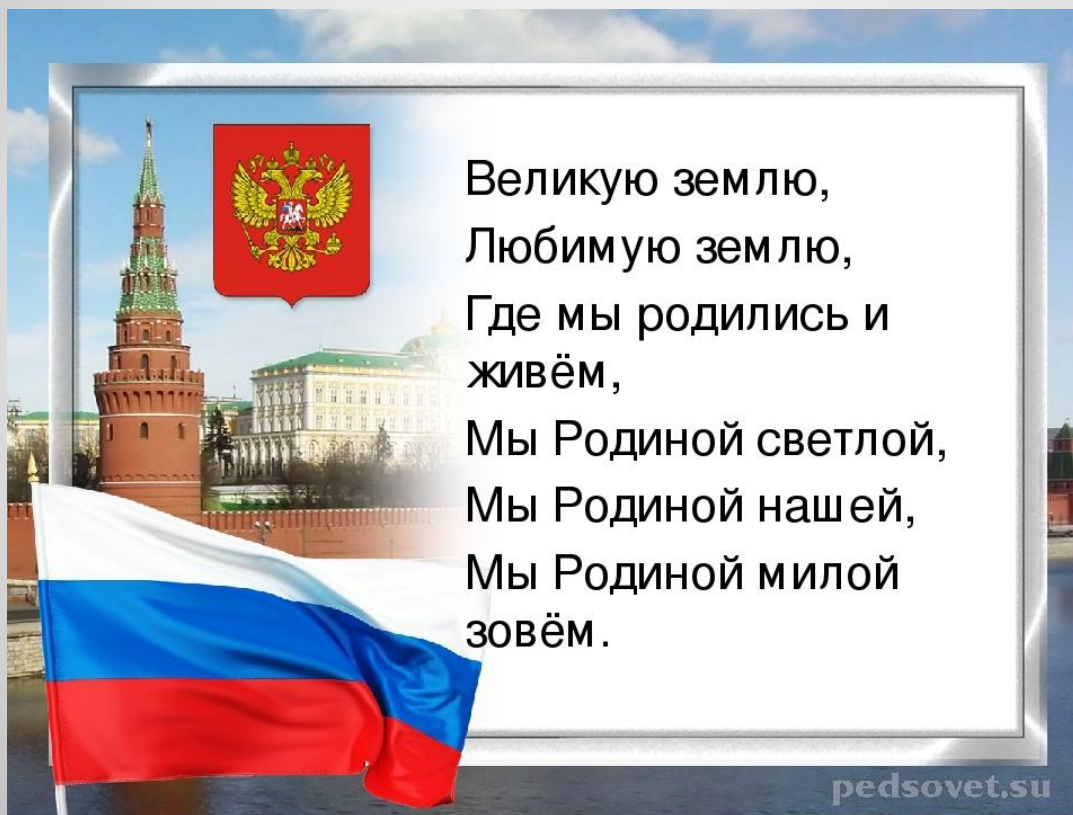 Великую землю,
Любимую землю,
Где мы родились и
живём,
Мы Родиной светлой,
Мы Родиной нашей,
Мы Родиной милой
зовём.
pedsovet.su